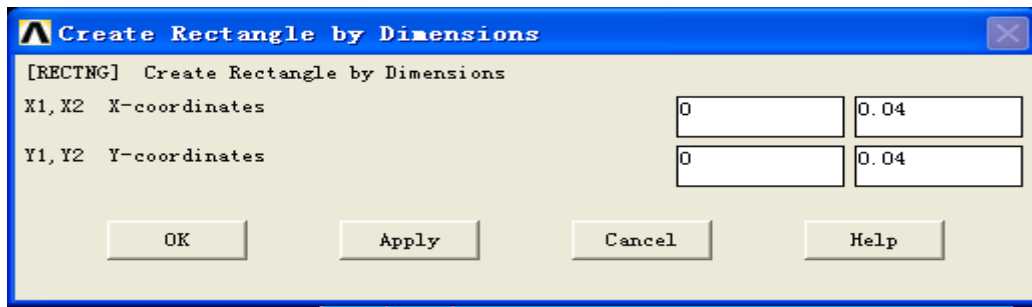 Create Rectangle by Dimensions
[RECTNG] Create Rectangle by Dimensions
X1,X2 X-coordinates 0 0.04
Y1,Y2 Y-coordinates 0 0.04
OK Apply Cancel Help